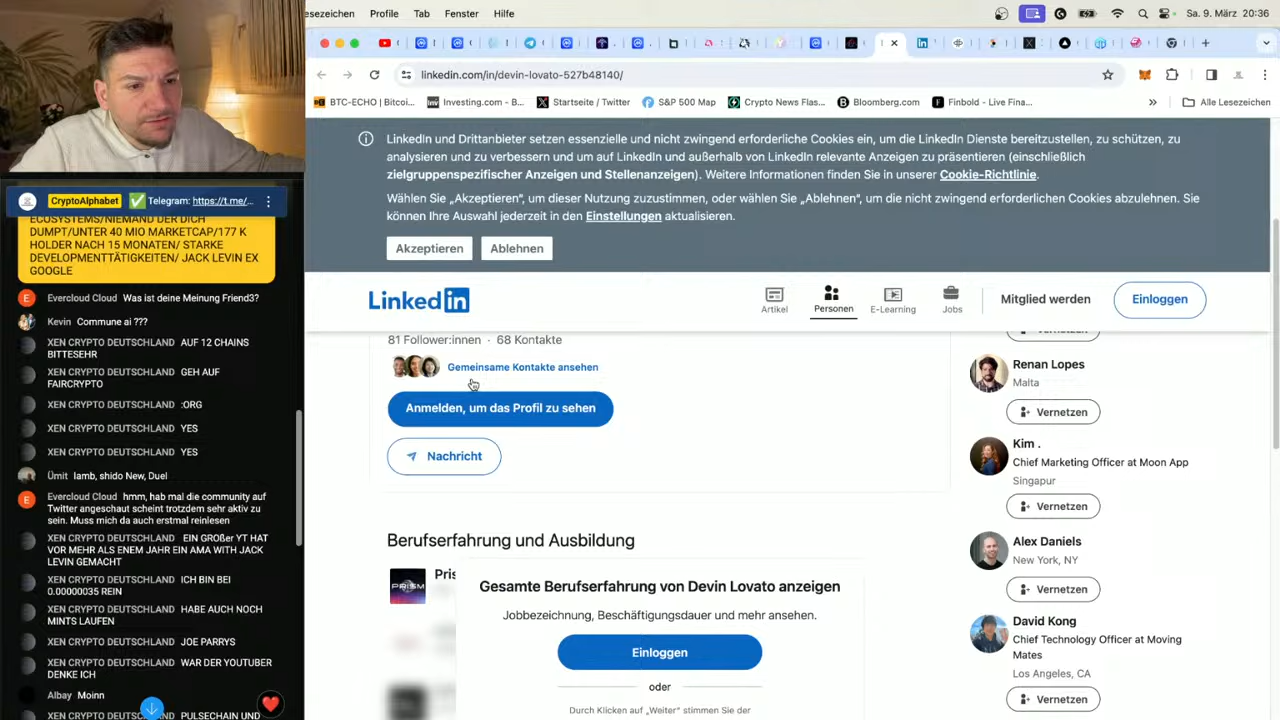 esezeichen Profile Tab Fenster Hilfe
Sa. 9. März 20:36
linkedin.com/in/devin-lovato-527b48140/
BTC-ECHO | Bitcoi...
Investing.com - B...
Startseite / Twitter
S&P 500 Map
Crypto News Flas...
Bloomberg.com
Finbold - Live Fina...
»
Alle Lesezeichen
LinkedIn und Drittanbieter setzen essenzielle und nicht zwingend erforderliche Cookies ein, um die LinkedIn Dienste bereitzustellen, zu schützen, zu
analysieren und zu verbessern und um auf LinkedIn und außerhalb von LinkedIn relevante Anzeigen zu präsentieren (einschließlich
zielgruppenspezifischer Anzeigen und Stellenanzeigen). Weitere Informationen finden Sie in unserer Cookie-Richtlinie.
Wählen Sie „Akzeptieren", um dieser Nutzung zuzustimmen, oder wählen Sie „Ablehnen", um die nicht zwingend erforderlichen Cookies abzulehnen. Sie
können Ihre Auswahl jederzeit in den Einstellungen aktualisieren.
Akzeptieren
Ablehnen
LinkedIn
Artikel
Personen
E-Learning
Jobs
Mitglied werden
Einloggen
81 Follower:innen · 68 Kontakte
Gemeinsame Kontakte ansehen
Anmelden, um das Profil zu sehen
Nachricht
Berufserfahrung und Ausbildung
PRISM
Pris
Gesamte Berufserfahrung von Devin Lovato anzeigen
Jobbezeichnung, Beschäftigungsdauer und mehr ansehen.
Einloggen
oder
Durch Klicken auf „Weiter" stimmen Sie der
Vernetzen
Renan Lopes
Malta
Vernetzen
Kim .
Chief Marketing Officer at Moon App
Singapur
Vernetzen
Alex Daniels
New York, NY
Vernetzen
David Kong
Chief Technology Officer at Moving
Mates
Los Angeles, CA
Vernetzen
CryptoAlphabet ✅ Telegram: https://t.me/...
ECOSYSTEMS/NIEMAND DER DICH
DUMPT/UNTER 40 MIO MARKETCAP/177 K
HOLDER NACH 15 MONATEN/ STARKE
DEVELOPMENTTÄTIGKEITEN/ JACK LEVIN EX
GOOGLE
E
Evercloud Cloud Was ist deine Meinung Friend3?
Kevin Commune ai ???
XEN CRYPTO DEUTSCHLAND AUF 12 CHAINS
BITTESEHR
XEN CRYPTO DEUTSCHLAND GEH AUF
FAIRCRYPTO
XEN CRYPTO DEUTSCHLAND :ORG
XEN CRYPTO DEUTSCHLAND YES
XEN CRYPTO DEUTSCHLAND YES
Ümit lamb, shido New, Duel
E
Evercloud Cloud hmm, hab mal die community auf
Twitter angeschaut scheint trotzdem sehr aktiv zu
sein. Muss mich da auch erstmal reinlesen
XEN CRYPTO DEUTSCHLAND EIN GROßer YT HAT
VOR MEHR ALS ENEM JAHR EIN AMA WITH JACK
LEVIN GEMACHT
XEN CRYPTO DEUTSCHLAND ICH BIN BEI
0.00000035 REIN
XEN CRYPTO DEUTSCHLAND HABE AUCH NOCH
MINTS LAUFEN
XEN CRYPTO DEUTSCHLAND JOE PARRYS
XEN CRYPTO DEUTSCHLAND WAR DER YOUTUBER
DENKE ICH
Albay Moinn
XEN CRYPTO DEUTSCHLAND PULSECHAIN UND